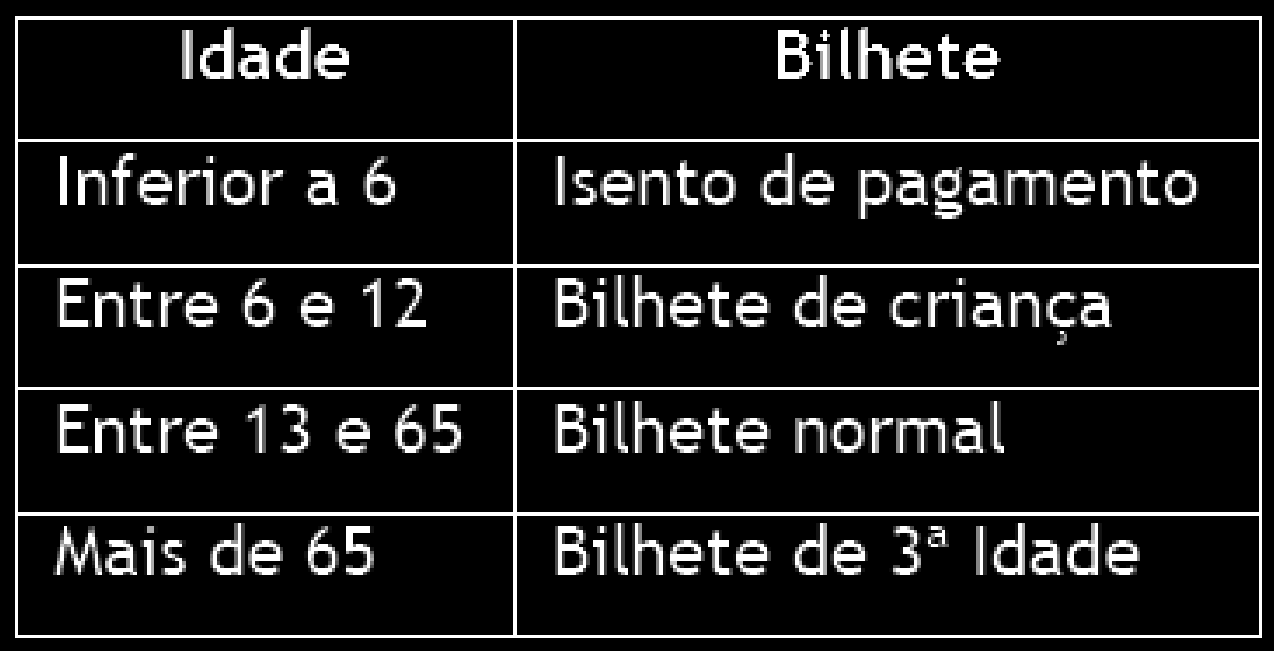 Idade Bilhete
Inferior a 6 Isento de pagamento
Entre 6 e 12 Bilhete de criança
Entre 13 e 65 Bilhete normal
Mais de 65 Bilhete de 3ª Idade